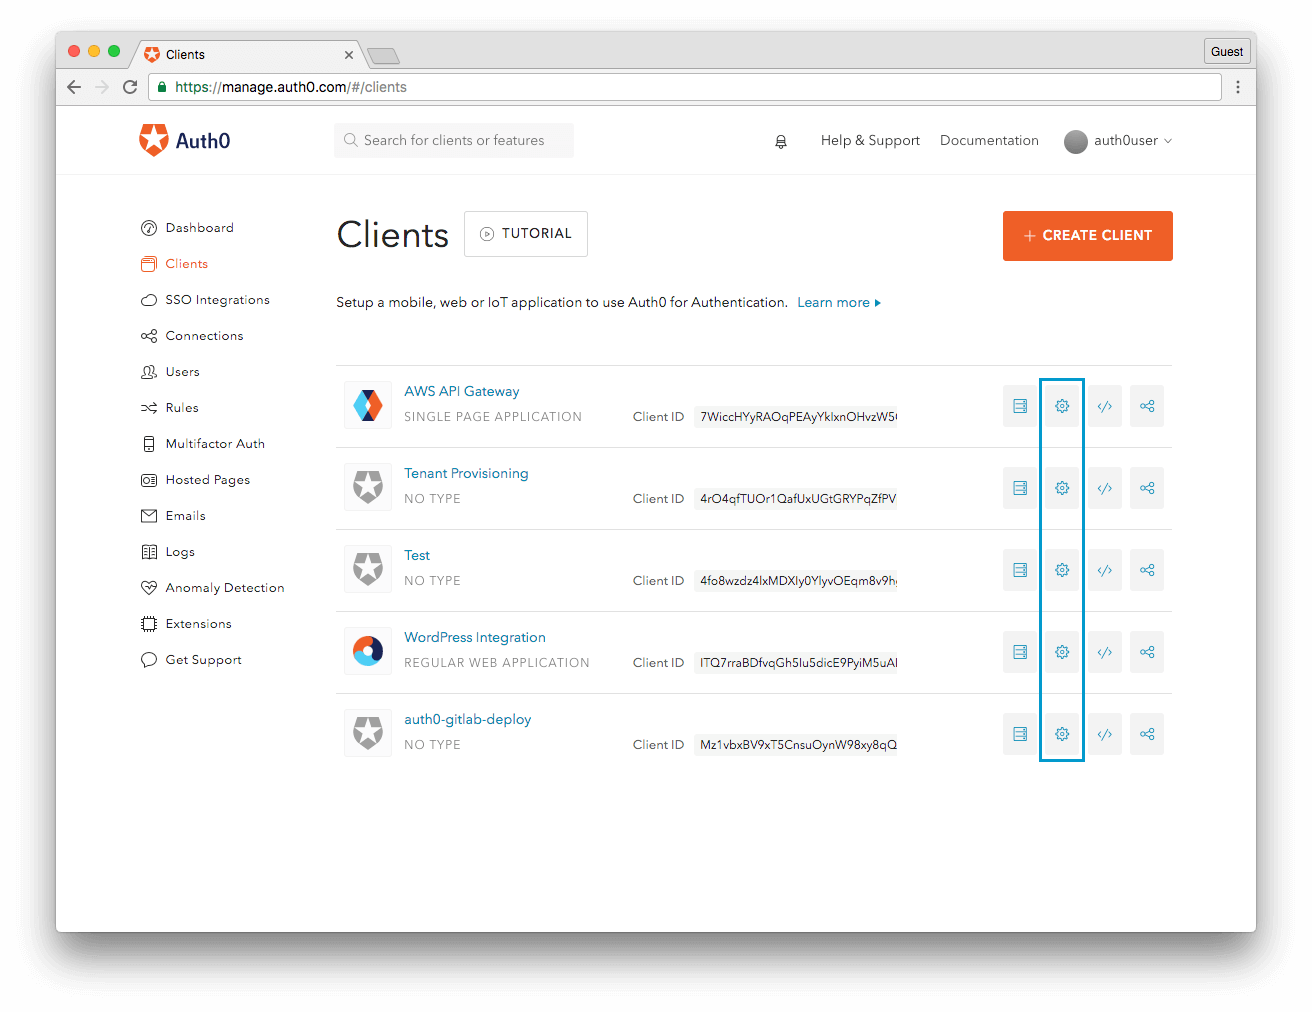 Clients
Guest
https://manage.auth0.com/#/clients
Auth0
Search for clients or features
Help & Support
Documentation
auth0user
Dashboard
Clients
SSO Integrations
Connections
Users
Rules
Multifactor Auth
Hosted Pages
Emails
Logs
Anomaly Detection
Extensions
Get Support
Clients
TUTORIAL
+ CREATE CLIENT
Setup a mobile, web or IoT application to use Auth0 for Authentication. Learn more
AWS API Gateway
SINGLE PAGE APPLICATION
Client ID
Tenant Provisioning
NO TYPE
Client ID 4rO4qfTUOr1QafUxUGtGRYPqZfPV
Test
NO TYPE
Client ID
WordPress Integration
REGULAR WEB APPLICATION
Client ID
auth0-gitlab-deploy
NO TYPE
Client ID Mz1vbxBV9xT5CnsuOynW98xy8qQ